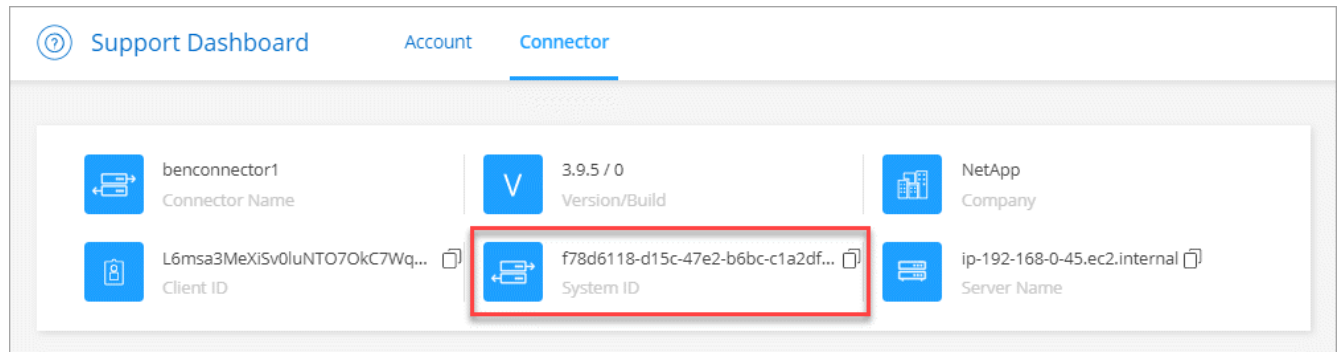 Support Dashboard Account Connector
benconnector1 3.9.5 / 0 NetApp
Connector Name V Version/Build Company
L6msa3MeXiSv0luNTO7OkC7Wq... f78d6118-d15c-47e2-b6bc-c1a2df... ip-192-168-0-45.ec2.internal
Client ID System ID Server Name